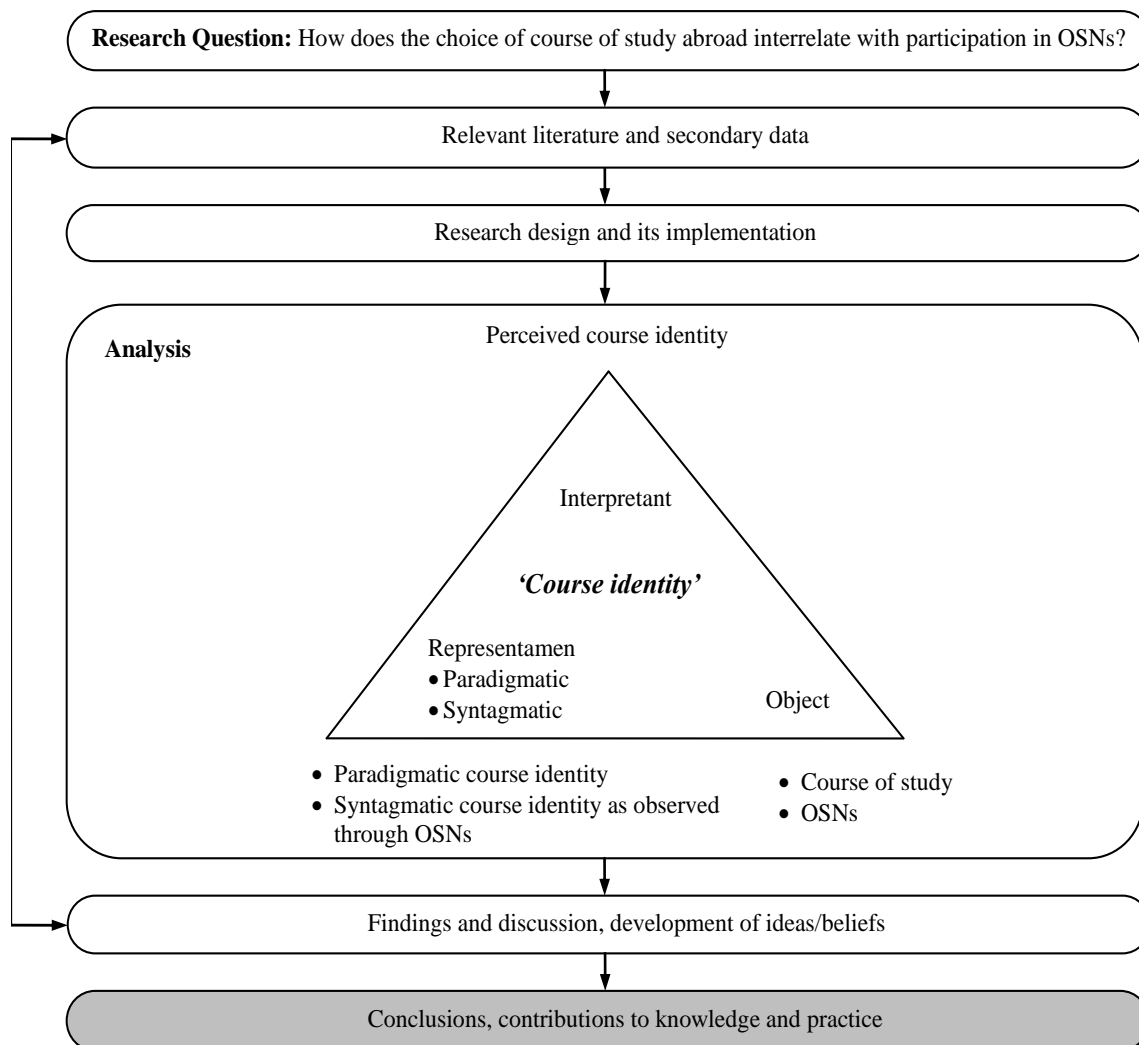 Research Question: How does the choice of course of study abroad interrelate with participation in OSNs?
Relevant literature and secondary data
Research design and its implementation
Perceived course identity
Analysis
Interpretant
‘Course identity’
Representamen
• Paradigmatic
• Syntagmatic
Object
• Paradigmatic course identity
• Syntagmatic course identity as observed
through OSNs
• Course of study
• OSNs
Findings and discussion, development of ideas/beliefs
Conclusions, contributions to knowledge and practice